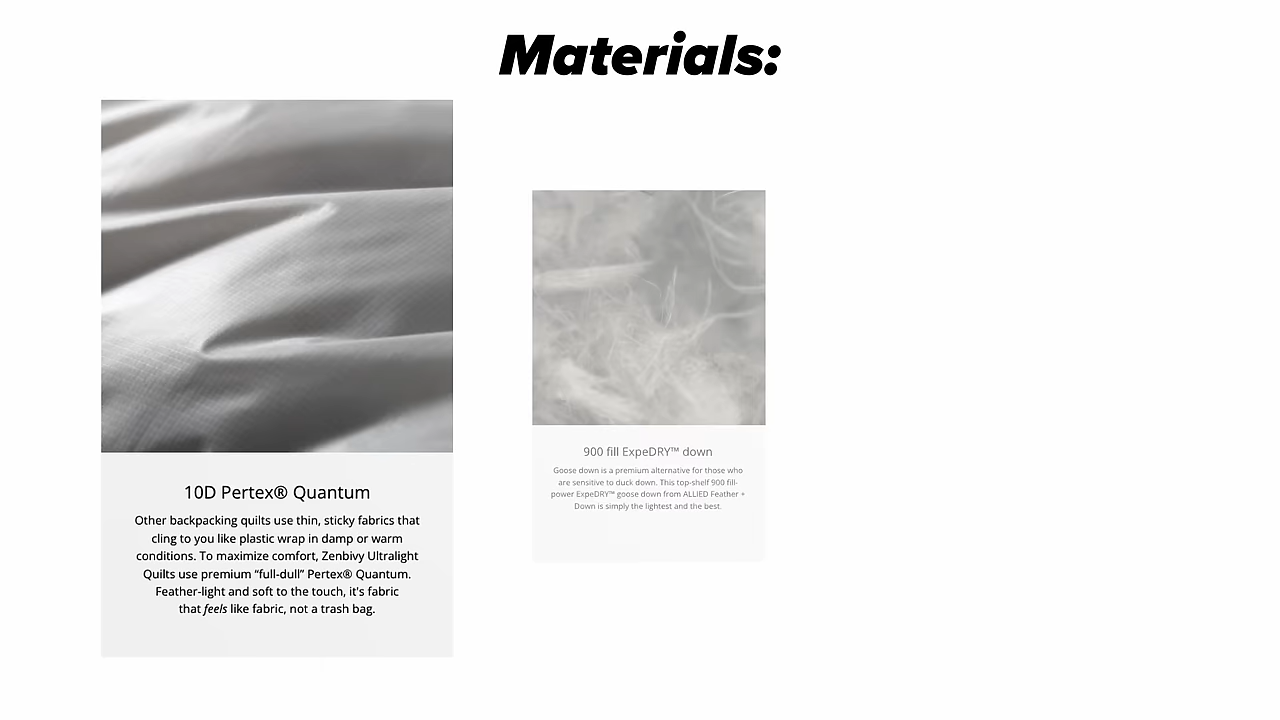 Materials:
10D Pertex® Quantum
Other backpacking quilts use thin, sticky fabrics that
cling to you like plastic wrap in damp or warm
conditions. To maximize comfort, Zenbivy Ultralight
Quilts use premium “full-dull” Pertex® Quantum.
Feather-light and soft to the touch, it's fabric
that feels like fabric, not a trash bag.
900 fill ExpeDRY™ down
Goose down is a premium alternative for those who
are sensitive to duck down. This top-shelf 900 fill-
power ExpeDRY™ goose down from ALLIED Feather +
Down is simply the lightest and the best.